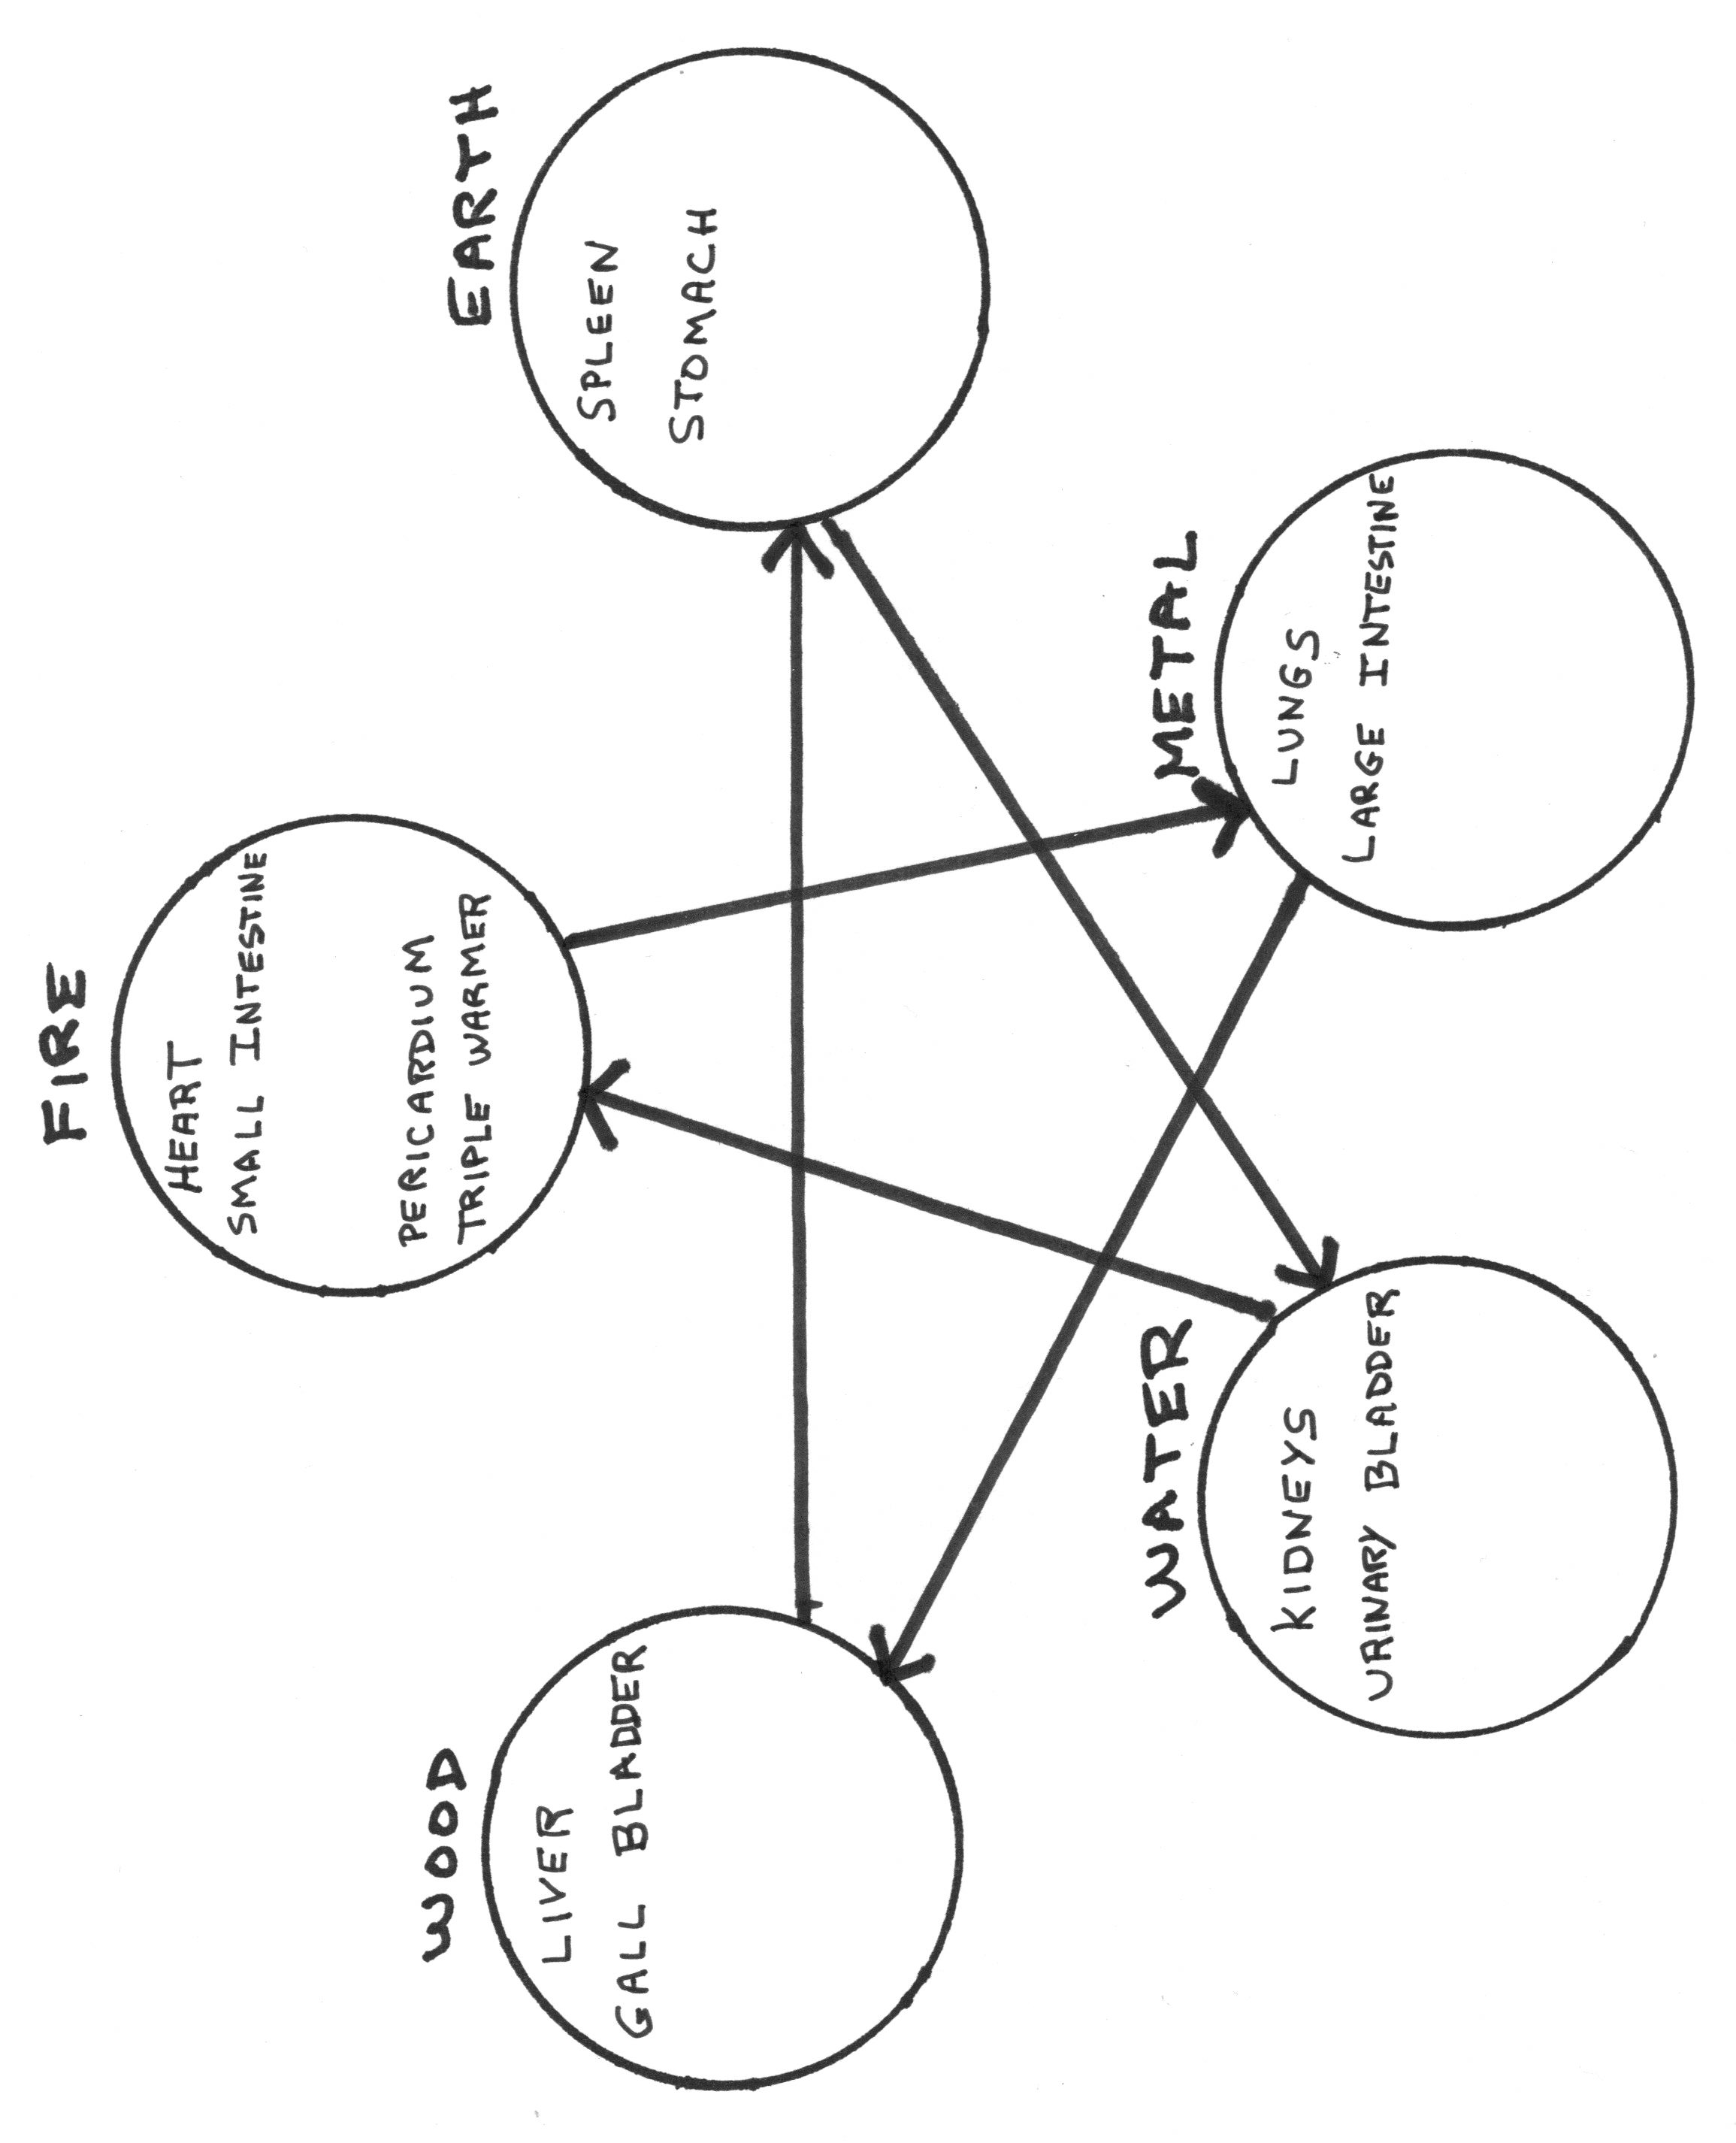 FIRE
HEART
SMALL INTESTINE
PERICARDIUM
TRIPLE WARMER
WOOD
LIVER
GALL BLADDER
EARTH
SPLEEN
STOMACH
WATER
KIDNEYS
URINARY BLADDER
METAL
LUNGS
LARGE INTESTINE